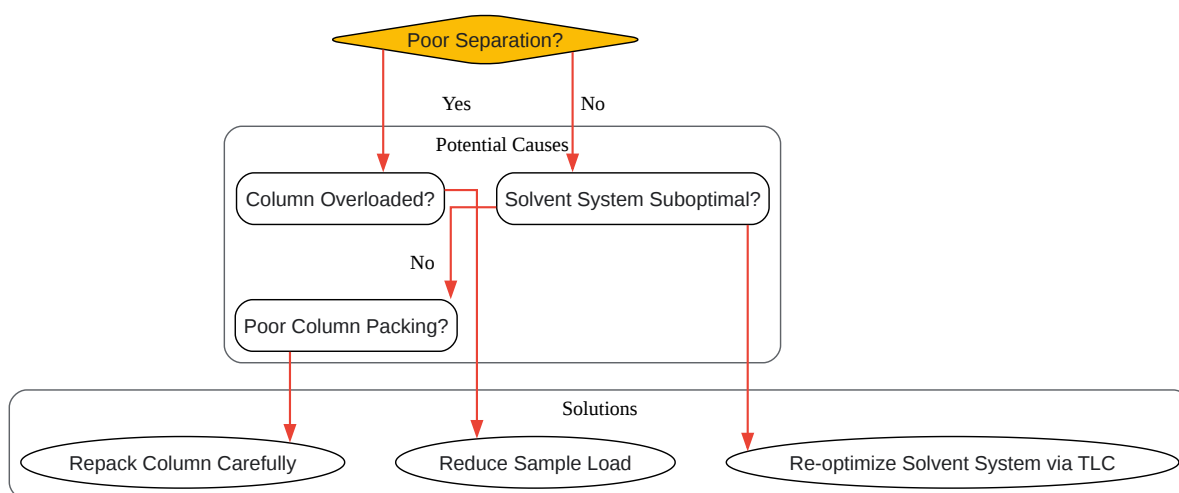 Poor Separation?
Yes
No
Potential Causes
Column Overloaded?
Solvent System Suboptimal?
No
Poor Column Packing?
Solutions
Repack Column Carefully
Reduce Sample Load
Re-optimize Solvent System via TLC